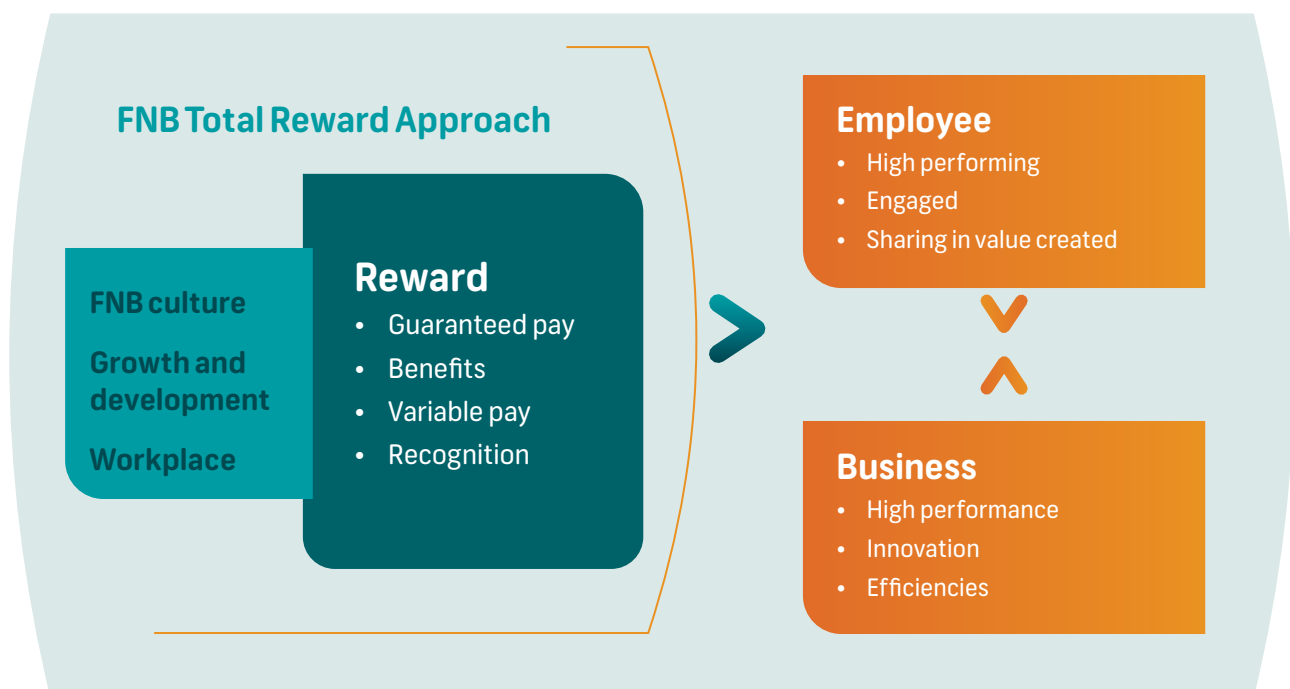 FNB Total Reward Approach
FNB culture
Growth and
development
Workplace
Reward
• Guaranteed pay
• Benefits
• Variable pay
• Recognition
Employee
• High performing
• Engaged
• Sharing in value created
Business
• High performance
• Innovation
• Efficiencies